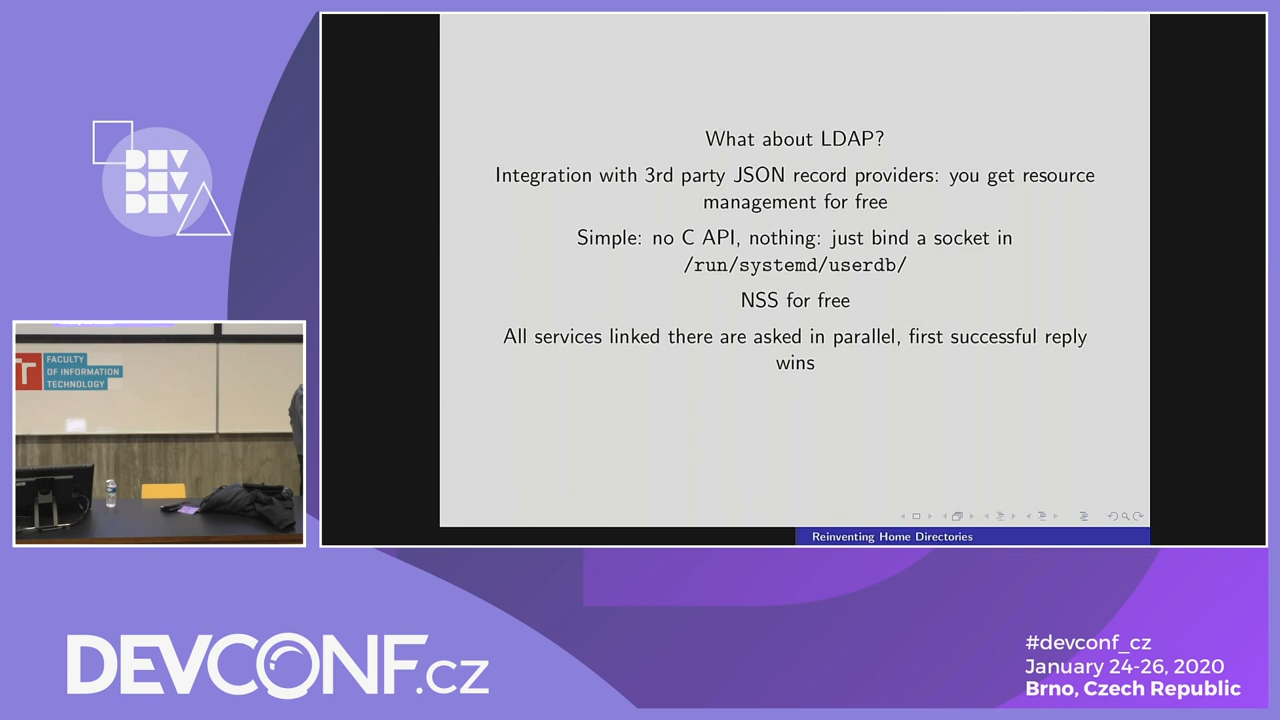 DEV
DEV
DEV
What about LDAP?
Integration with 3rd party JSON record providers: you get resource
management for free
Simple: no C API, nothing: just bind a socket in
/run/systemd/userdb/
NSS for free
All services linked there are asked in parallel, first successful reply
wins
Reinventing Home Directories
T
FACULTY
OF INFORMATION
TECHNOLOGY
DEVCONF.cz
#devconf_cz
January 24-26, 2020
Brno, Czech Republic